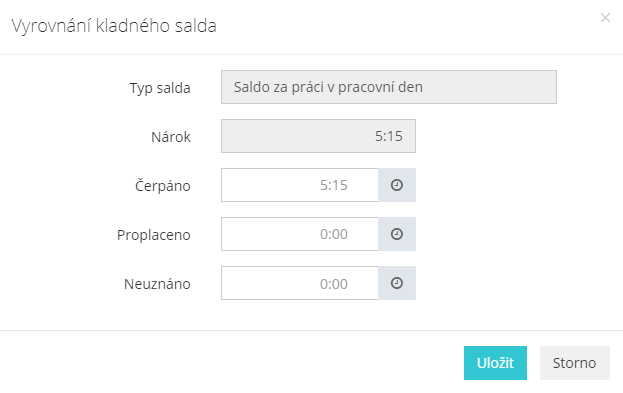 Vyrovnání kladného salda ×
Typ salda Saldo za práci v pracovní den
Nárok 5:15
Čerpáno 5:15
Proplaceno 0:00
Neuznáno 0:00
Uložit Storno